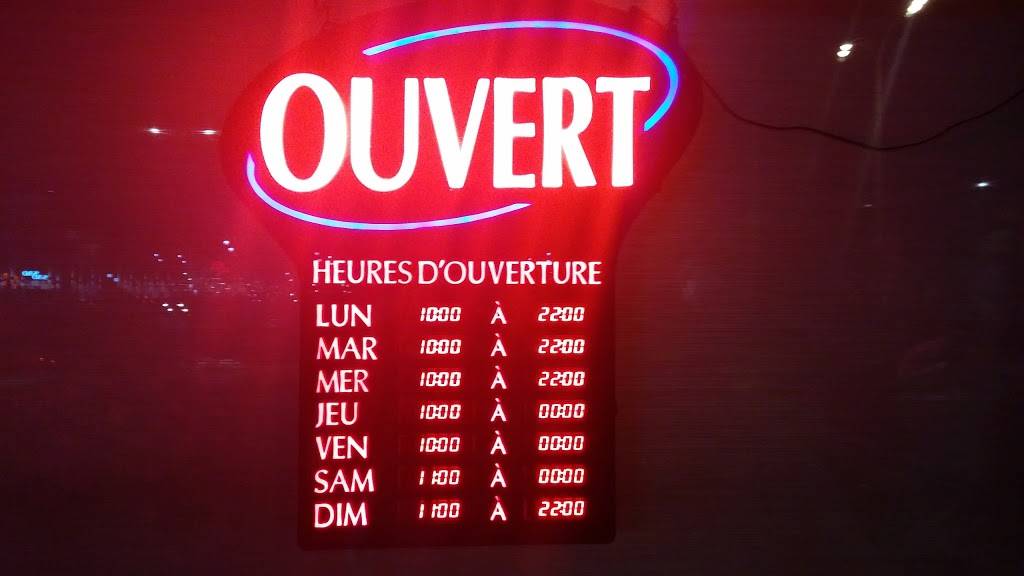 OUVERT
HEURES D'OUVERTURE
LUN 10:00 À 22:00
MAR 10:00 À 22:00
MER 10:00 À 22:00
JEU 10:00 À 00:00
VEN 10:00 À 00:00
SAM 11:00 À 00:00
DIM 11:00 À 22:00